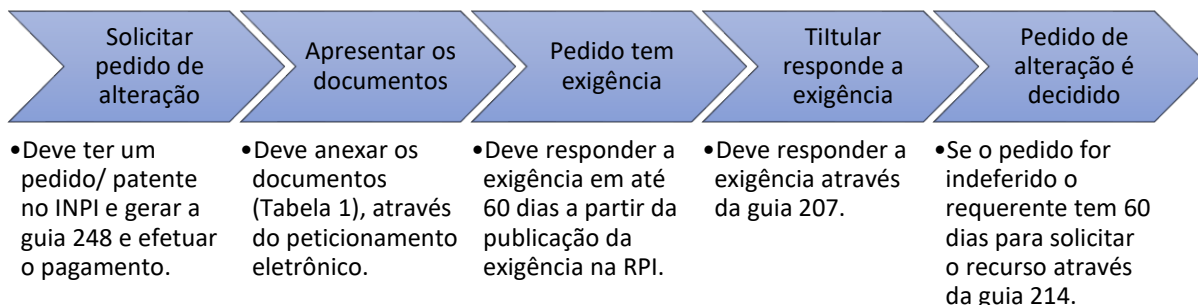 Solicitar
pedido de
alteração
Apresentar os
documentos
Pedido tem
exigência
TiItular
responde a
exigência
Pedido de
alteração é
decidido
•Deve ter um
pedido/ patente
no INPI e gerar a
guia 248 e efetuar
o pagamento.
•Deve anexar os
documentos
(Tabela 1), através
do peticionamento
eletrônico.
•Deve responder a
exigência em até
60 dias a partir da
publicação da
exigência na RPI.
•Deve responder a
exigência através
da guia 207.
•Se o pedido for
indeferido o
requerente tem 60
dias para solicitar
o recurso através
da guia 214.